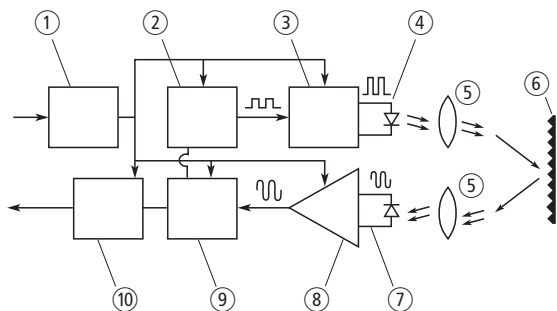 ① ② ③ ④
⑤ ⑥
⑤
⑩ ⑨ ⑧ ⑦